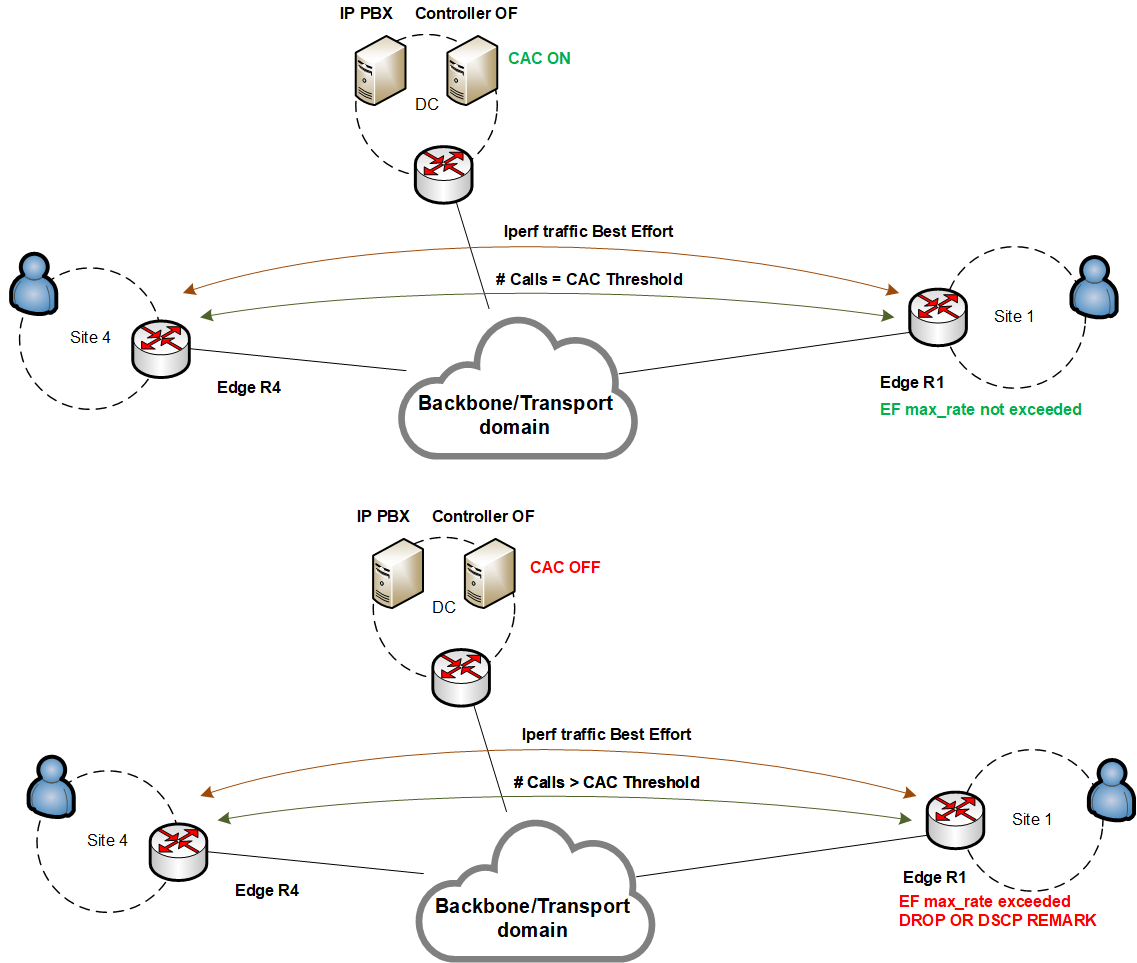 IP PBX
Controller OF
CAC ON
DC
Iperf traffic Best Effort
# Calls = CAC Threshold
Site 4
Site 1
Edge R4
Edge R1
EF max_rate not exceeded
Backbone/Transport
domain
IP PBX
Controller OF
CAC OFF
DC
Iperf traffic Best Effort
# Calls > CAC Threshold
Site 4
Site 1
Edge R4
Edge R1
EF max_rate exceeded
DROP OR DSCP REMARK
Backbone/Transport
domain